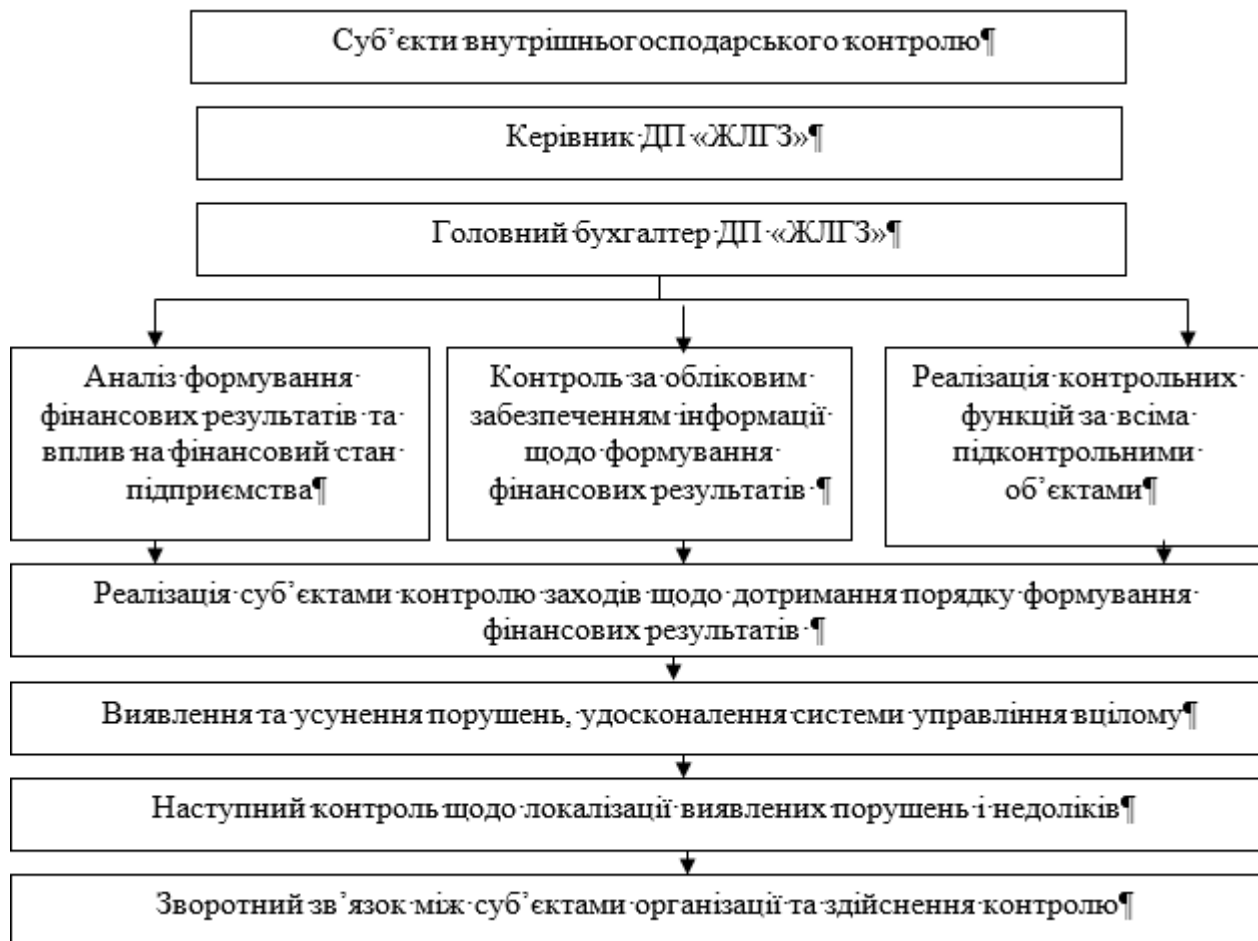 Суб’єкти внутрішньогосподарського контролю¶
Керівник ДП «ЖЛГЗ»¶
Головний бухгалтер ДП «ЖЛГЗ»¶
Аналіз формування
фінансових результатів та
вплив на фінансовий стан
підприємства¶
Контроль за обліковим
забезпеченням інформації
щодо формування
фінансових результатів ¶
Реалізація контрольних
функцій за всіма
підконтрольними
об’єктами¶
Реалізація суб’єктами контролю заходів щодо дотримання порядку формування
фінансових результатів ¶
Виявлення та усунення порушень, удосконалення системи управління вцілому¶
Наступний контроль щодо локалізації виявлених порушень і недоліків¶
Зворотний зв’язок між суб’єктами організації та здійснення контролю¶